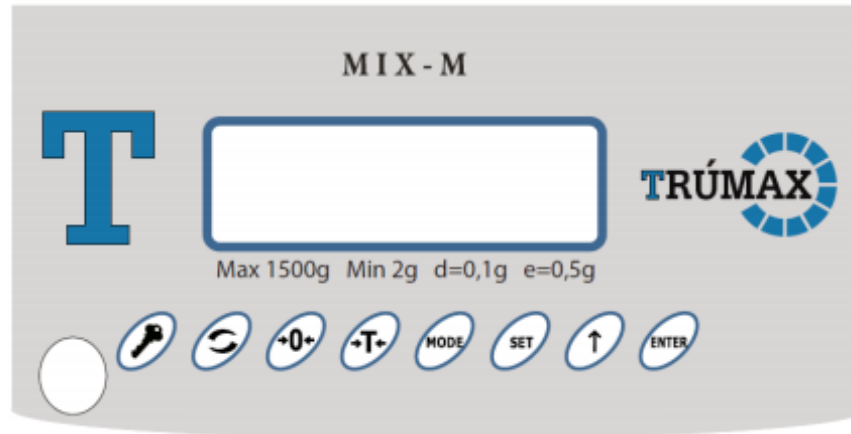 MIX-M
T
TRÚMAX
Max 1500g Min 2g d=0,1g e=0,5g
→0← →T← MODE SET ↑ ENTER